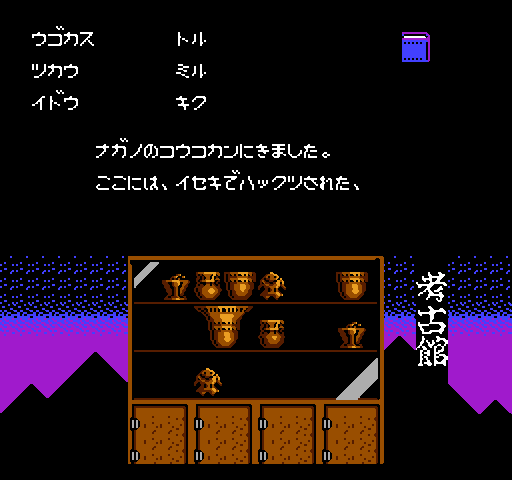 ウゴカス　トル
ツカウ　ミル
イドウ　キク
ナガノのコウコカンにきました。
ここには、イセキでハックツされた、
考古館